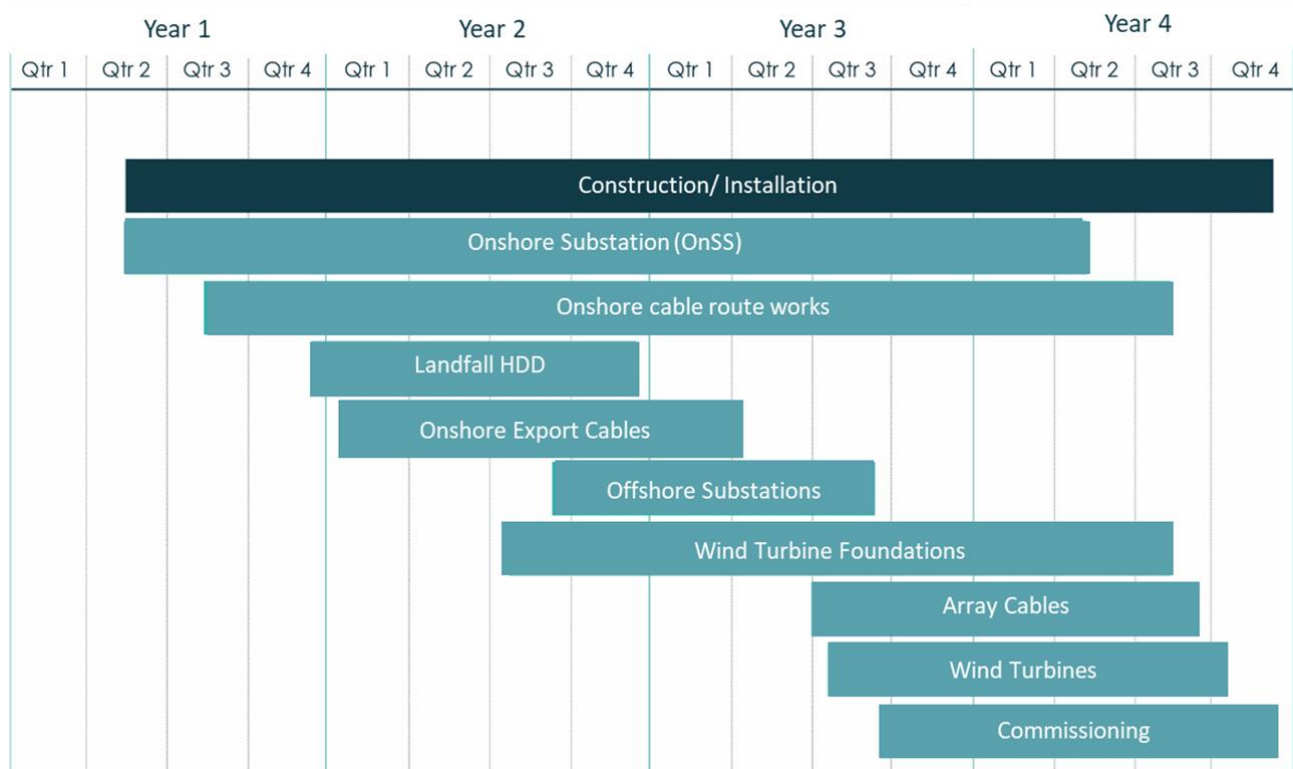 Year 1 Year 2 Year 3 Year 4
Qtr 1 Qtr 2 Qtr 3 Qtr 4 Qtr 1 Qtr 2 Qtr 3 Qtr 4 Qtr 1 Qtr 2 Qtr 3 Qtr 4 Qtr 1 Qtr 2 Qtr 3 Qtr 4
Construction/ Installation
Onshore Substation (OnSS)
Onshore cable route works
Landfall HDD
Onshore Export Cables
Offshore Substations
Wind Turbine Foundations
Array Cables
Wind Turbines
Commissioning